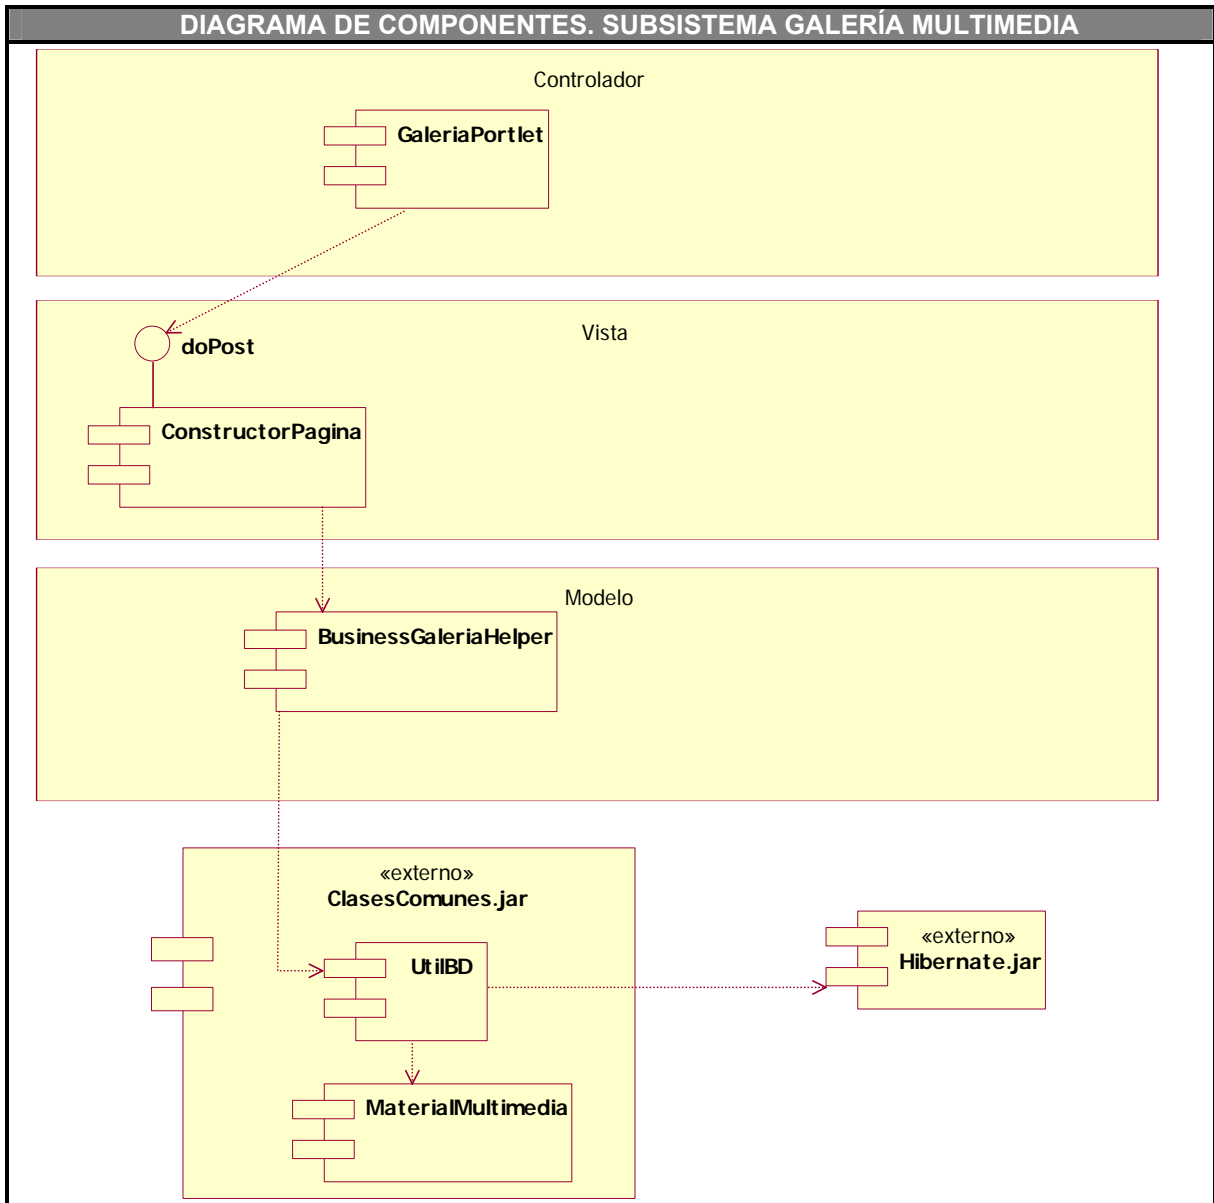 DIAGRAMA DE COMPONENTES. SUBSISTEMA GALERÍA MULTIMEDIA
Controlador
GaleriaPortlet
Vista
doPost
ConstructorPagina
Modelo
BusinessGaleriaHelper
«externo»
ClasesComunes.jar
UtilBD
«externo»
Hibernate.jar
MaterialMultimedia